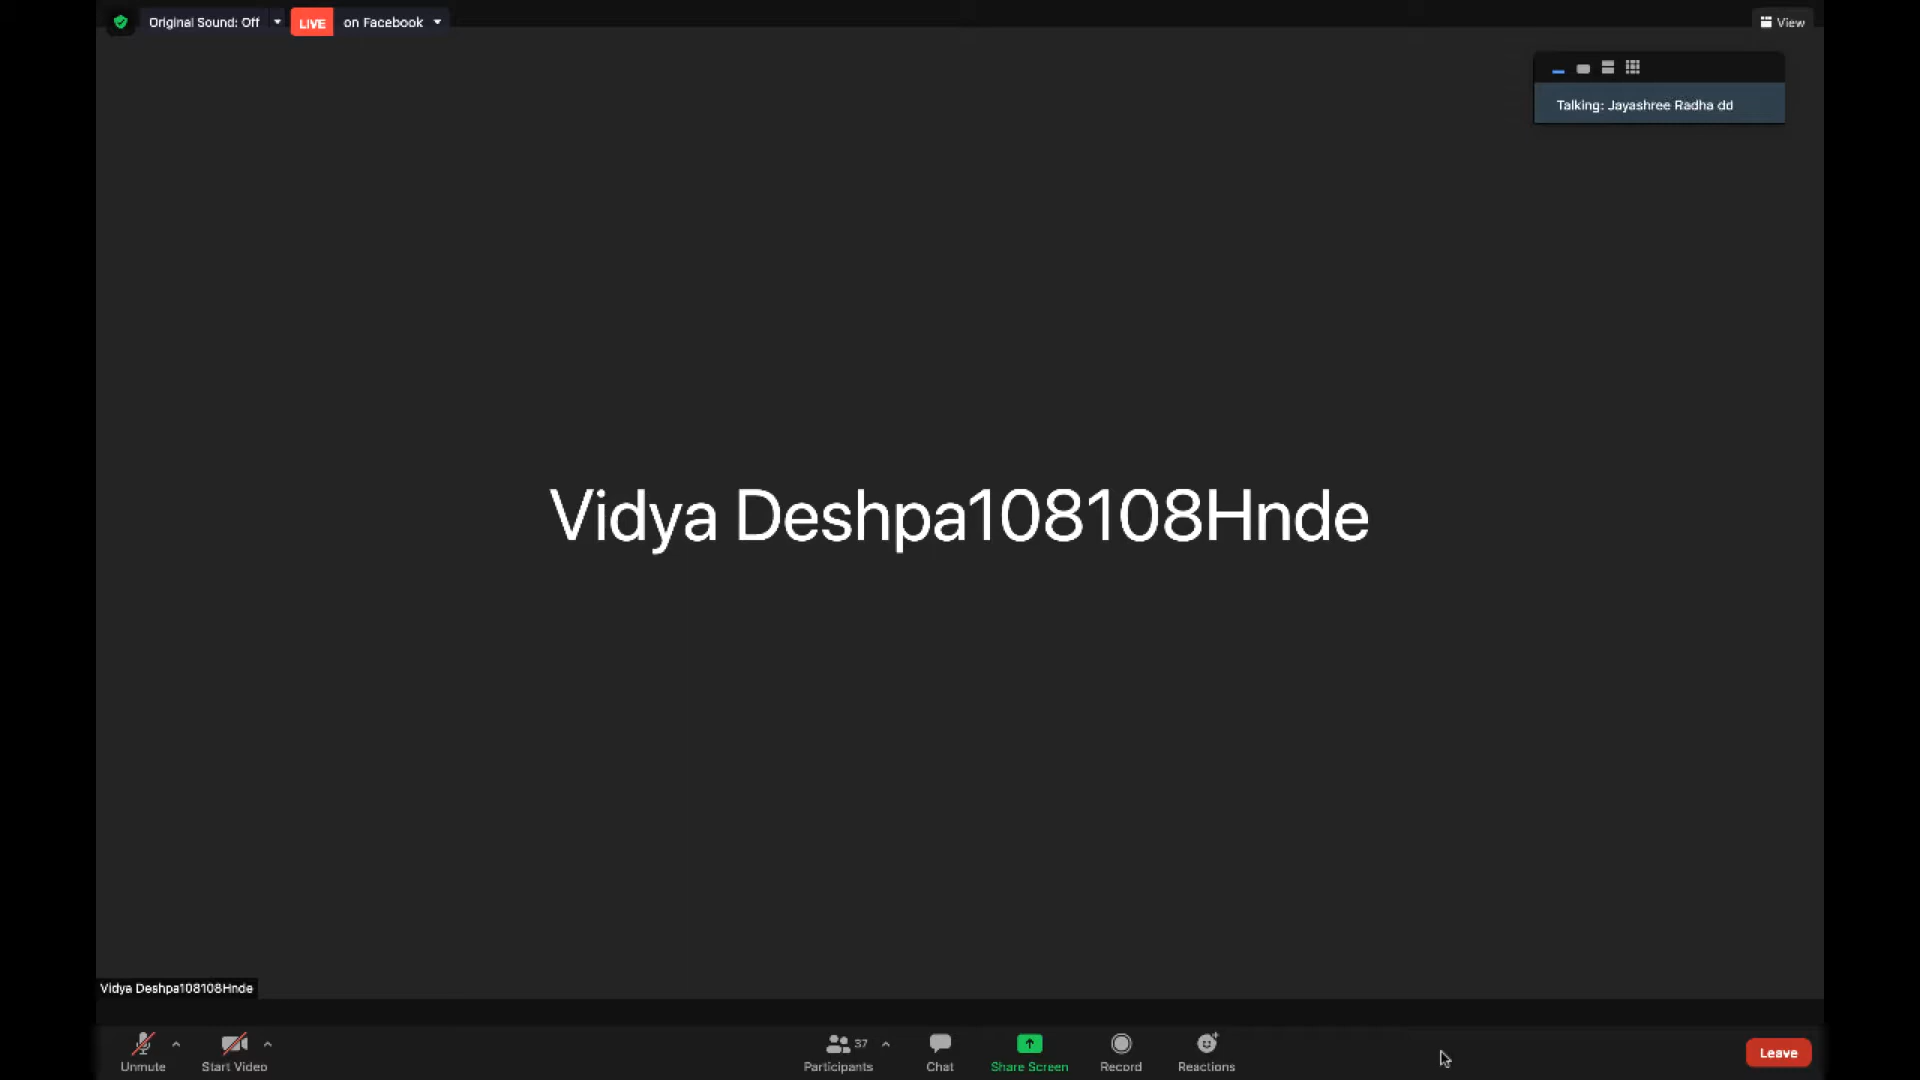 Original Sound: Off
LIVE on Facebook
View
Talking: Jayashree Radha dd
Vidya Deshpa108108Hnde
Vidya Deshpa108108Hnde
Unmute
Start Video
37
Participants
Chat
Share Screen
Record
Reactions
Leave